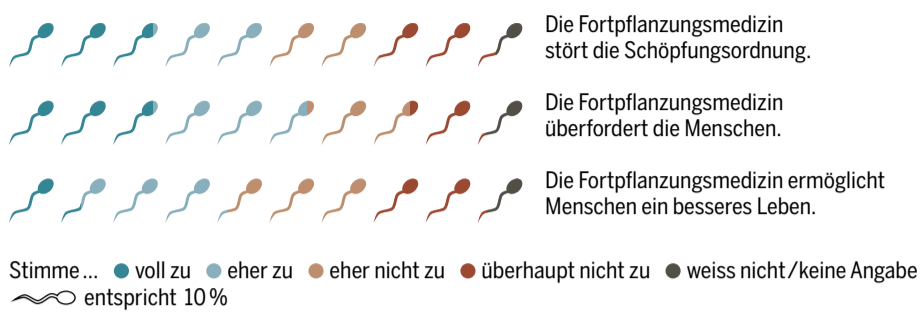 Die Fortpflanzungsmedizin
stört die Schöpfungsordnung.
Die Fortpflanzungsmedizin
überfordert die Menschen.
Die Fortpflanzungsmedizin ermöglicht
Menschen ein besseres Leben.
Stimme ... voll zu eher zu eher nicht zu überhaupt nicht zu weiss nicht/keine Angabe
entspricht 10 %